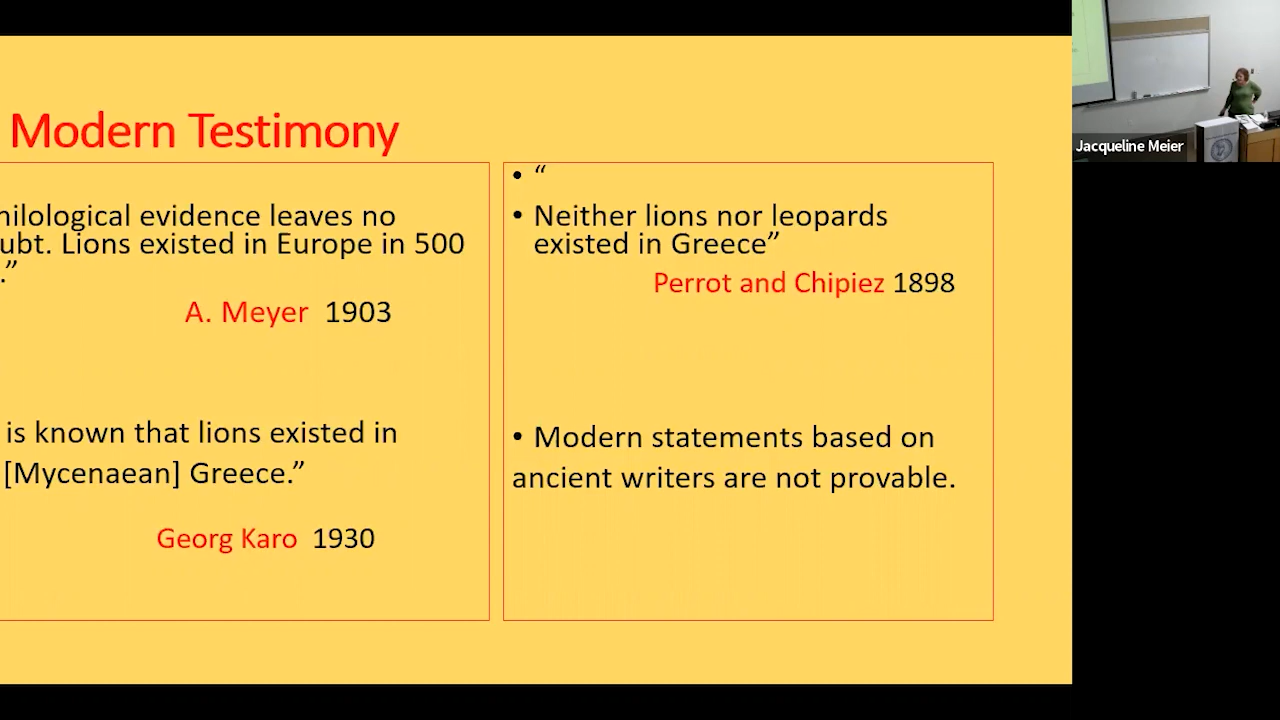 Modern Testimony
hilological evidence leaves no
ubt. Lions existed in Europe in 500
.”
A. Meyer 1903
is known that lions existed in
[Mycenaean] Greece.”
Georg Karo 1930
• “
• Neither lions nor leopards
existed in Greece”
Perrot and Chipiez 1898
• Modern statements based on
ancient writers are not provable.
Jacqueline Meier